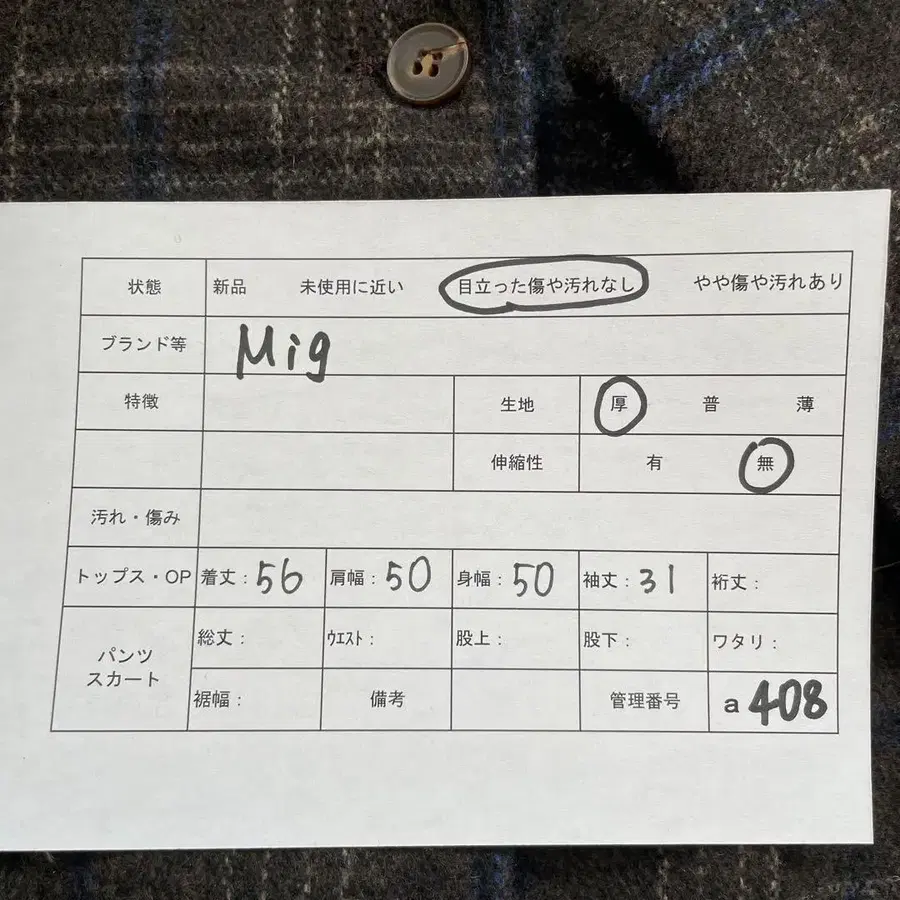 状態 新品 未使用に近い 目立った傷や汚れなし やや傷や汚れあり
ブランド等 Mig
特徴 生地 厚 普 薄
伸縮性 有 無
汚れ・傷み
トップス・OP 着丈：56 肩幅：50 身幅：50 袖丈：31 裄丈：
パンツ スカート 総丈： ウエスト： 股上： 股下： ワタリ：
裾幅： 備考 管理番号 a 408